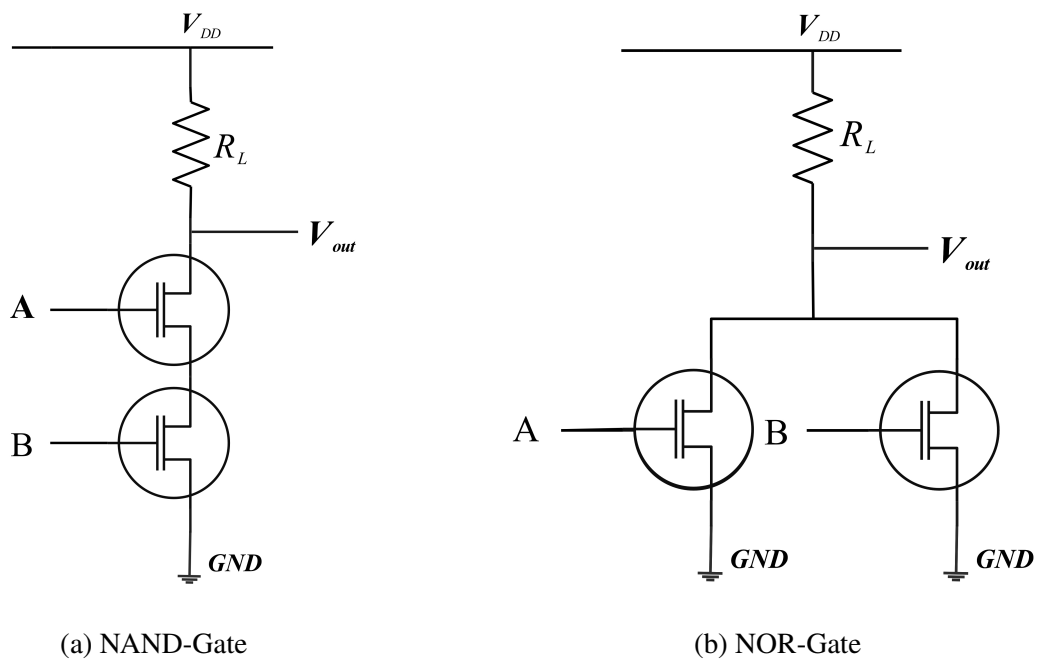 V_DD
R_L
V_out
A
B
GND
(a) NAND-Gate
V_DD
R_L
V_out
A
B
GND
GND
(b) NOR-Gate